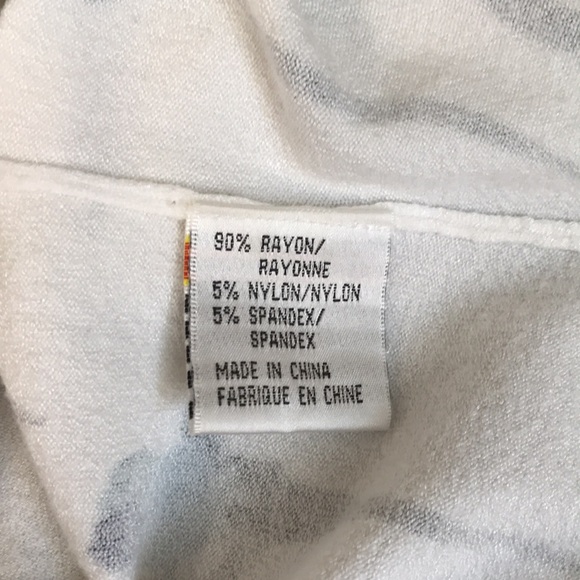 90% RAYON/
RAYONNE
5% NYLON/NYLON
5% SPANDEX/
SPANDEX
MADE IN CHINA
FABRIQUE EN CHINE